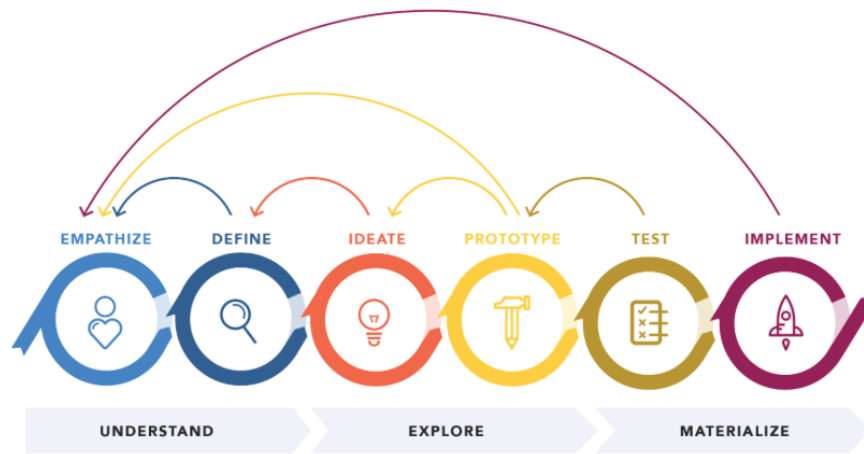 EMPATHIZE
DEFINE
IDEATE
PROTOTYPE
TEST
IMPLEMENT
UNDERSTAND
EXPLORE
MATERIALIZE